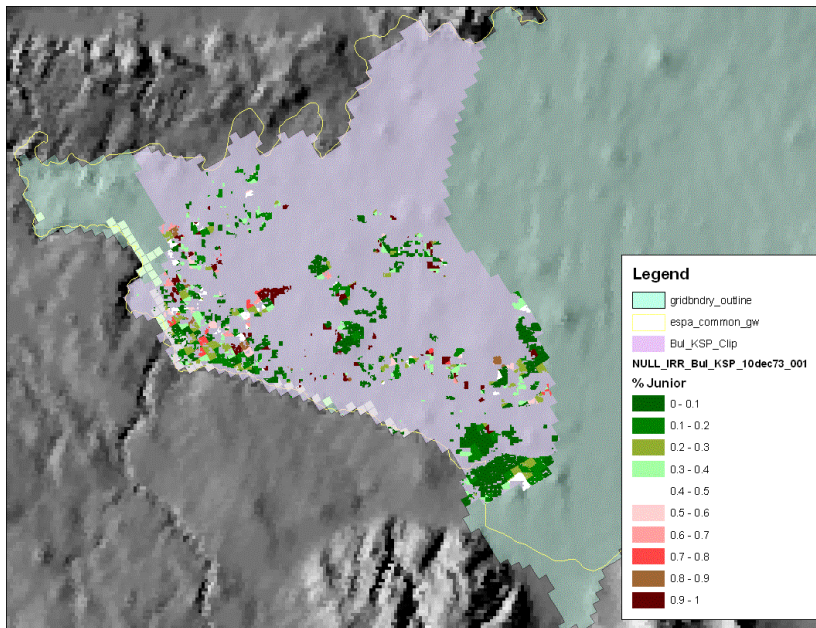 Legend
gridbndry_outline
espa_common_gw
Bul_KSP_Clip
NULL_IRR_Bul_KSP_10dec73_001
% Junior
0 - 0.1
0.1 - 0.2
0.2 - 0.3
0.3 - 0.4
0.4 - 0.5
0.5 - 0.6
0.6 - 0.7
0.7 - 0.8
0.8 - 0.9
0.9 - 1